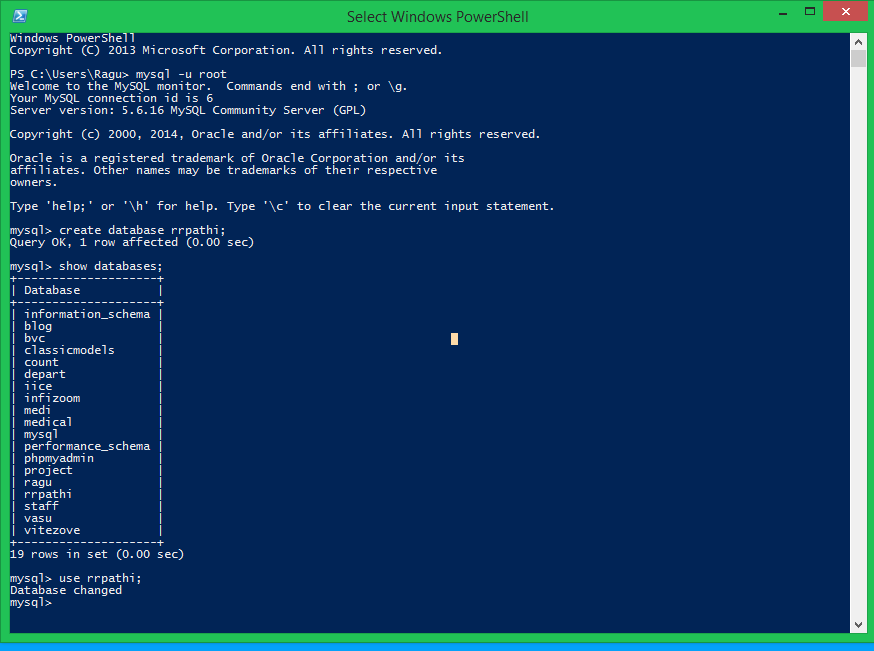 Select Windows PowerShell
Windows PowerShell
Copyright (C) 2013 Microsoft Corporation. All rights reserved.
PS C:\Users\Ragu> mysql -u root
Welcome to the MySQL monitor.  Commands end with ; or \g.
Your MySQL connection id is 6
Server version: 5.6.16 MySQL Community Server (GPL)
Copyright (c) 2000, 2014, Oracle and/or its affiliates. All rights reserved.
Oracle is a registered trademark of Oracle Corporation and/or its
affiliates. Other names may be trademarks of their respective
owners.
Type 'help;' or '\h' for help. Type '\c' to clear the current input statement.
mysql> create database rrpathi;
Query OK, 1 row affected (0.00 sec)
mysql> show databases;
+--------------------+
| Database           |
+--------------------+
| information_schema |
| blog               |
| bvc                |
| classicmodels      |
| count              |
| depart             |
| iice               |
| infizoom           |
| medi               |
| medical            |
| mysql              |
| performance_schema |
| phpmyadmin         |
| project            |
| ragu               |
| rrpathi            |
| staff              |
| vasu               |
| vitezove           |
+--------------------+
19 rows in set (0.00 sec)
mysql> use rrpathi;
Database changed
mysql>